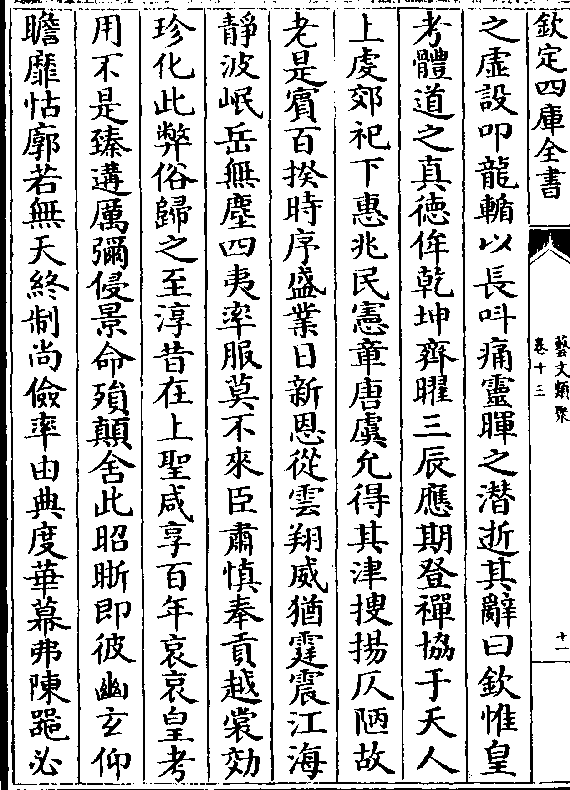 欽定四庫全書
藝文類聚
卷十三
十一
之虛設叩龍輴以長叫痛靈暉之潜逝其辭曰欽惟皇
考體道之真徳侔乾坤齊曜三辰應期登禪協于天人
上虔郊祀下惠兆民憲章唐虞允得其津搜揚仄陋故
老是賓百揆時序盛業日新恩從雲翔威猶霆震江海
靜波岷岳無塵四夷率服莫不來臣肅慎奉貢越裳効
珍化此弊俗歸之至淳昔在上聖咸享百年哀哀皇考
用不是臻遘厲彌侵景命殞顛舍此昭晰即彼幽玄仰
瞻靡怙廓若無天終制尚儉率由典度華幕弗陳器必